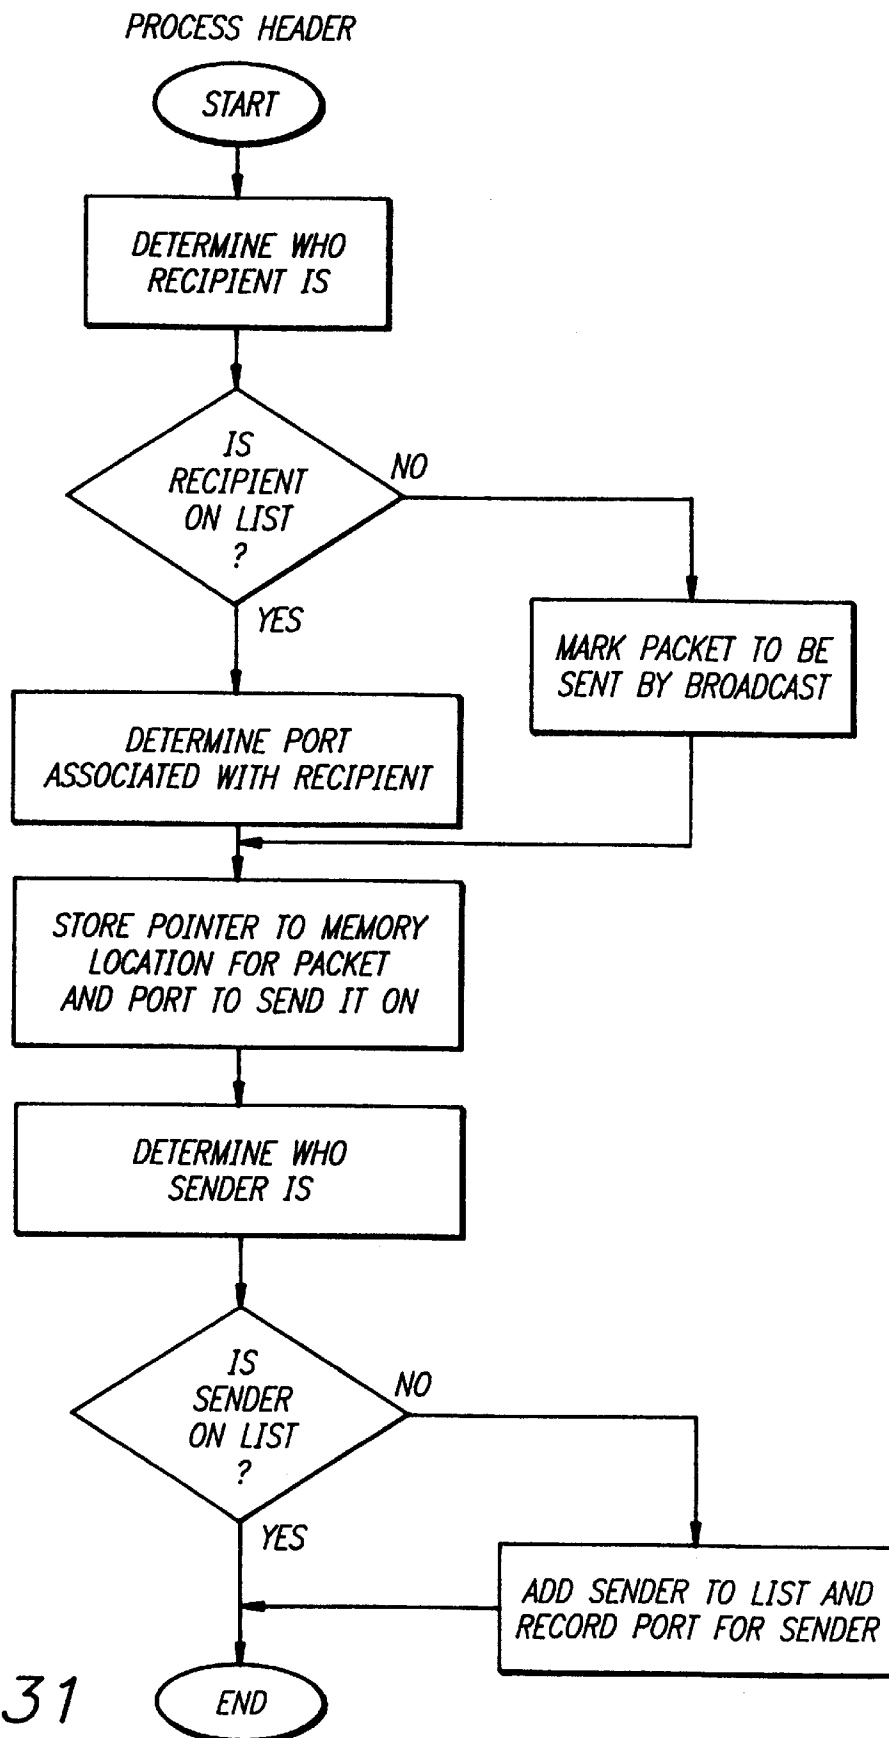 PROCESS HEADER
START
DETERMINE WHO
RECIPIENT IS
IS
RECIPIENT
ON LIST
?
NO
YES
MARK PACKET TO BE
SENT BY BROADCAST
DETERMINE PORT
ASSOCIATED WITH RECIPIENT
STORE POINTER TO MEMORY
LOCATION FOR PACKET
AND PORT TO SEND IT ON
DETERMINE WHO
SENDER IS
IS
SENDER
ON LIST
?
NO
YES
ADD SENDER TO LIST AND
RECORD PORT FOR SENDER
END
31